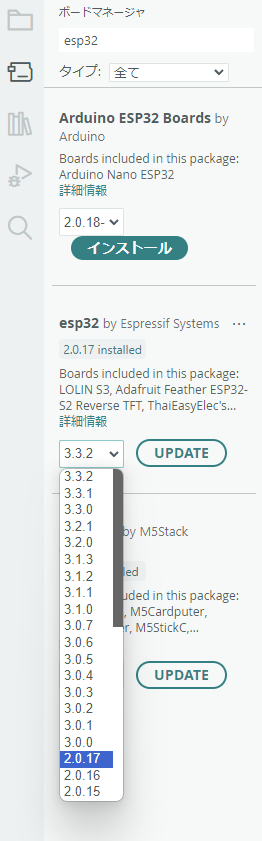 ボードマネージャ
esp32
タイプ: 全て
Arduino ESP32 Boards by
Arduino
Boards included in this package:
Arduino Nano ESP32
詳細情報
2.0.18-
インストール
esp32 by Espressif Systems ...
2.0.17 installed
Boards included in this package:
LOLIN S3, Adafruit Feather ESP32-
S2 Reverse TFT, ThaiEasyElec's...
詳細情報
3.3.2 UPDATE
3.3.2
3.3.1
3.3.0
3.2.1
3.2.0
3.1.3
3.1.2
3.1.1
3.1.0
3.0.7
3.0.6
3.0.5
3.0.4
3.0.3
3.0.2
3.0.1
3.0.0
2.0.17
2.0.16
2.0.15
by M5Stack
in this package:
M5Cardputer,
M5StickC,...
UPDATE